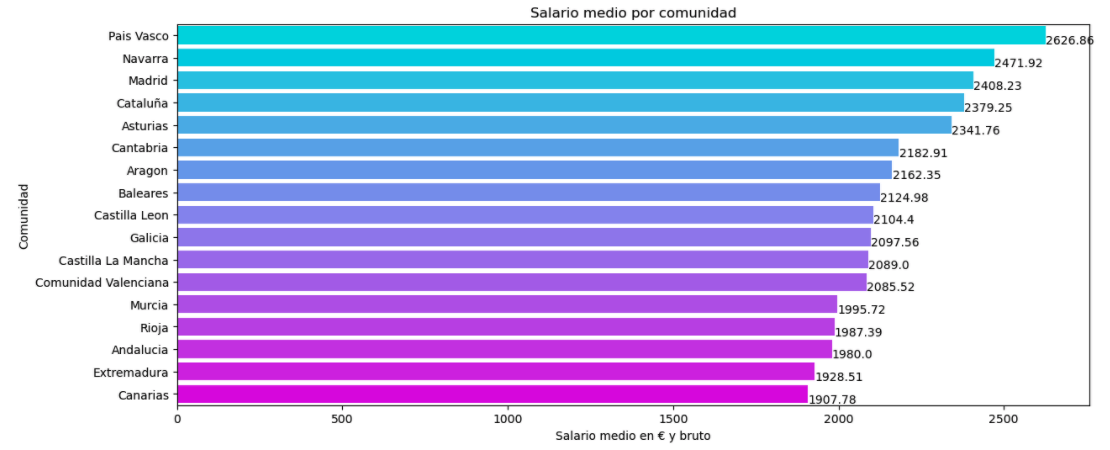 Salario medio por comunidad
Pais Vasco 2626.86
Navarra 2471.92
Madrid 2408.23
Cataluña 2379.25
Asturias 2341.76
Cantabria 2182.91
Aragon 2162.35
Baleares 2124.98
Castilla Leon 2104.4
Galicia 2097.56
Castilla La Mancha 2089.0
Comunidad Valenciana 2085.52
Murcia 1995.72
Rioja 1987.39
Andalucia 1980.0
Extremadura 1928.51
Canarias 1907.78
Comunidad
0 500 1000 1500 2000 2500
Salario medio en € y bruto